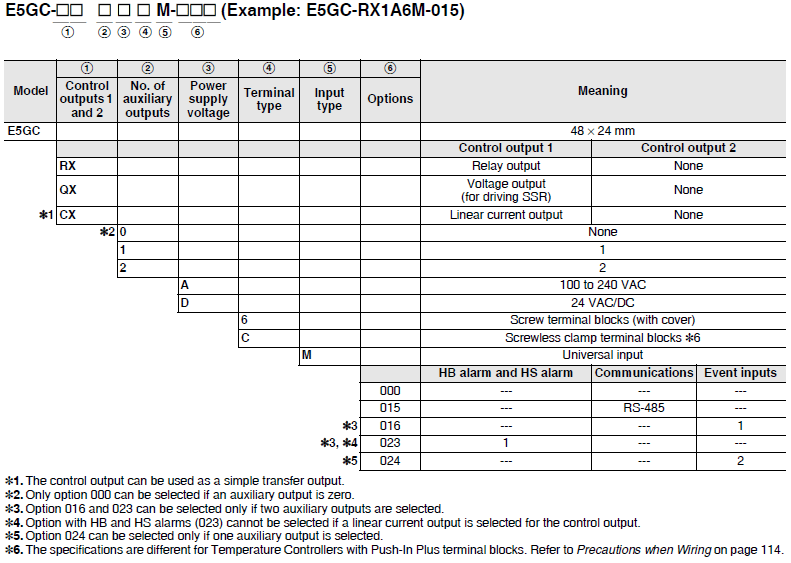 E5GC-□□ □ □ □ M-□□□ (Example: E5GC-RX1A6M-015)
① ② ③ ④ ⑤ ⑥
Model ① ② ③ ④ ⑤ ⑥ Meaning
Control outputs 1 and 2 No. of auxiliary outputs Power supply voltage Terminal type Input type Options
E5GC 48 × 24 mm
Control output 1 Control output 2
RX Relay output None
QX Voltage output (for driving SSR) None
*1 CX Linear current output None
*2 0 None
1 1
2 2
A 100 to 240 VAC
D 24 VAC/DC
6 Screw terminal blocks (with cover)
C Screwless clamp terminal blocks *6
M Universal input
HB alarm and HS alarm Communications Event inputs
000 --- --- ---
015 --- RS-485 ---
*3 016 --- --- 1
*3, *4 023 1 --- ---
*5 024 --- --- 2
*1. The control output can be used as a simple transfer output.
*2. Only option 000 can be selected if an auxiliary output is zero.
*3. Option 016 and 023 can be selected only if two auxiliary outputs are selected.
*4. Option with HB and HS alarms (023) cannot be selected if a linear current output is selected for the control output.
*5. Option 024 can be selected only if one auxiliary output is selected.
*6. The specifications are different for Temperature Controllers with Push-In Plus terminal blocks. Refer to Precautions when Wiring on page 114.